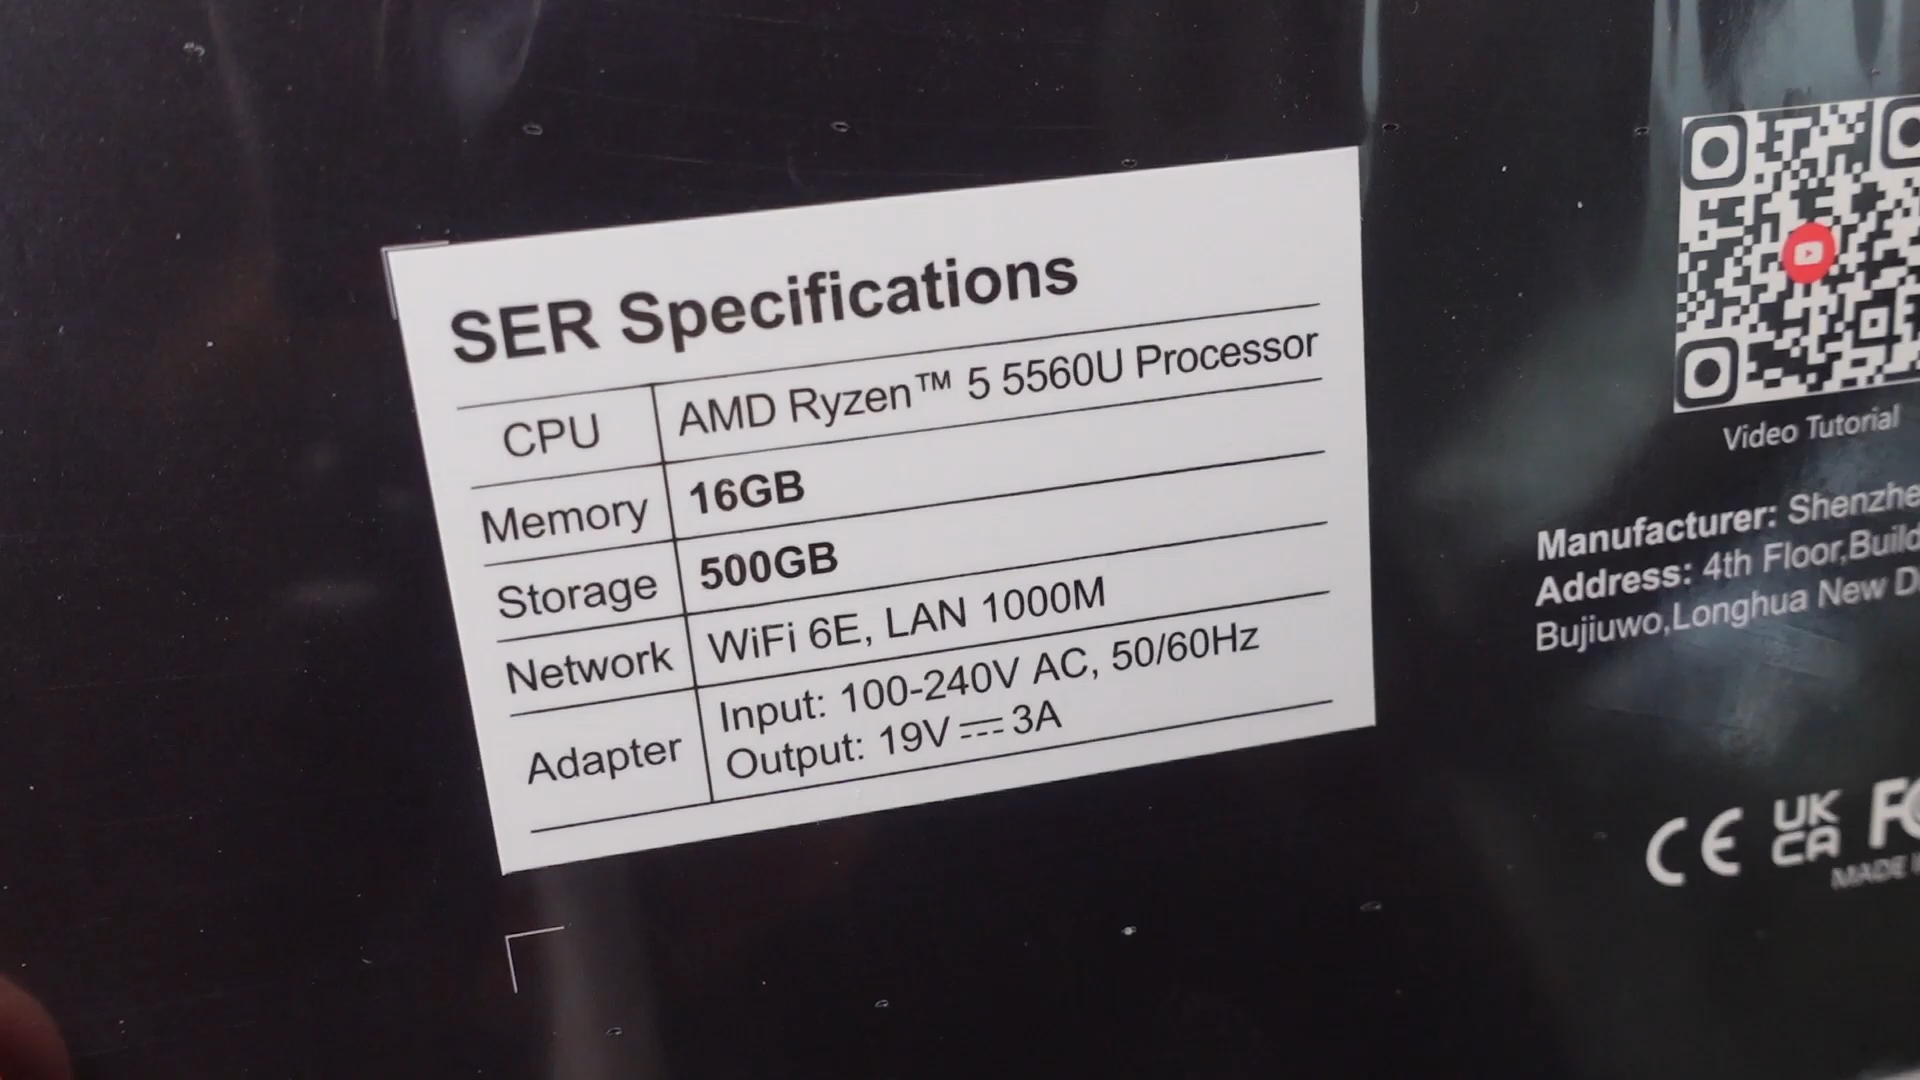 SER Specifications
CPU AMD Ryzen™ 5 5560U Processor
Memory 16GB
Storage 500GB
Network WiFi 6E, LAN 1000M
Adapter Input: 100-240V AC, 50/60Hz
Output: 19V ⎓ 3A
Video Tutorial
Manufacturer:
Address: 4th Floor,
Bujiuwo,Longhua New
CE UK
CA
MADE